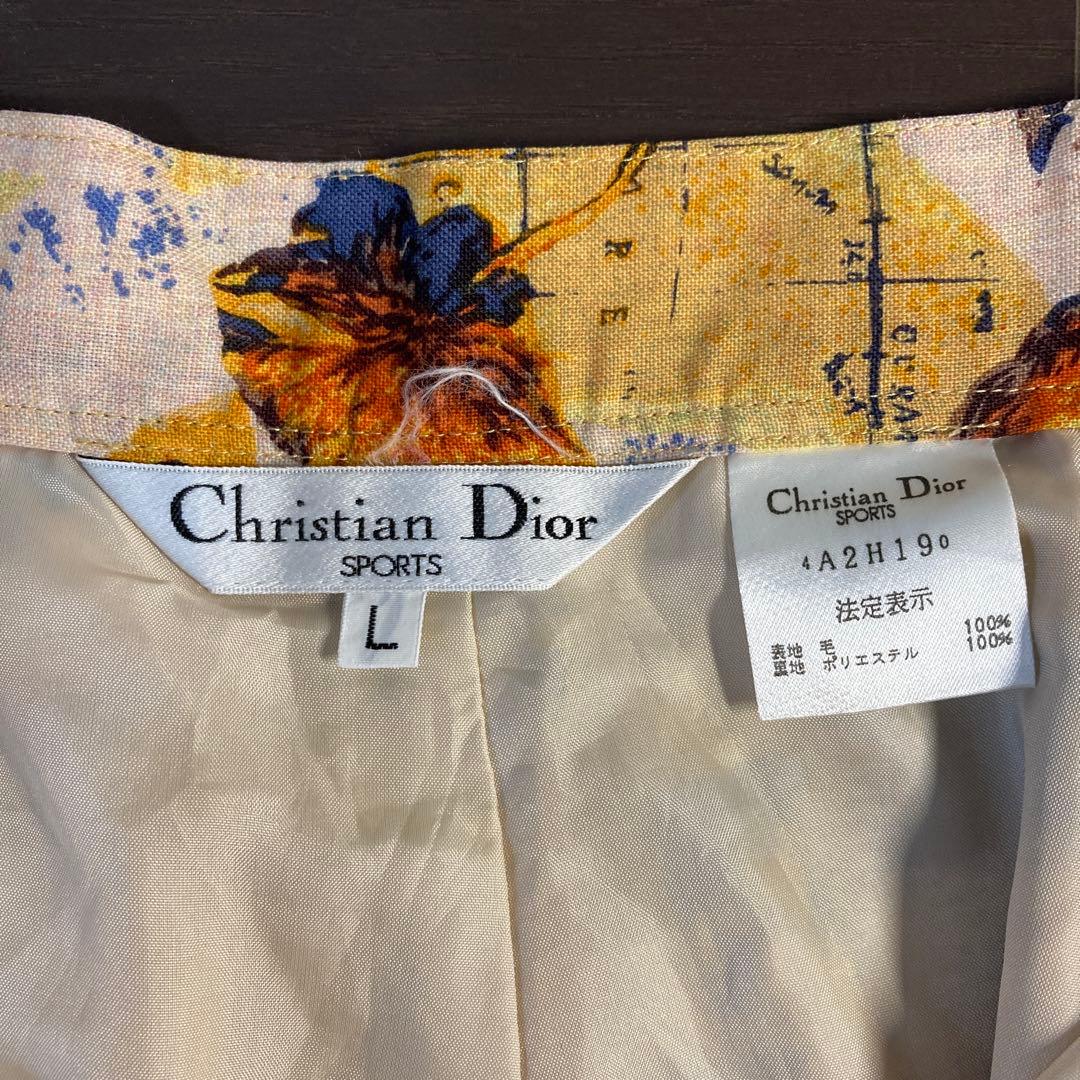 R
E
Christian Dior
SPORTS
L
Christian Dior
SPORTS
4A2H190
法定表示
表地 毛 100%
裏地 ポリエステル 100%